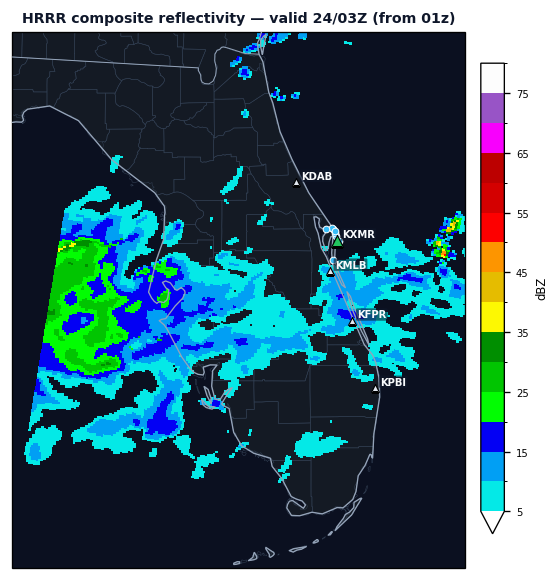 HRRR composite reflectivity — valid 24/03Z (from 01z)
KDAB
KXMR
KMLB
KFPR
KPBI
75
65
55
45
35
25
15
5
dBZ